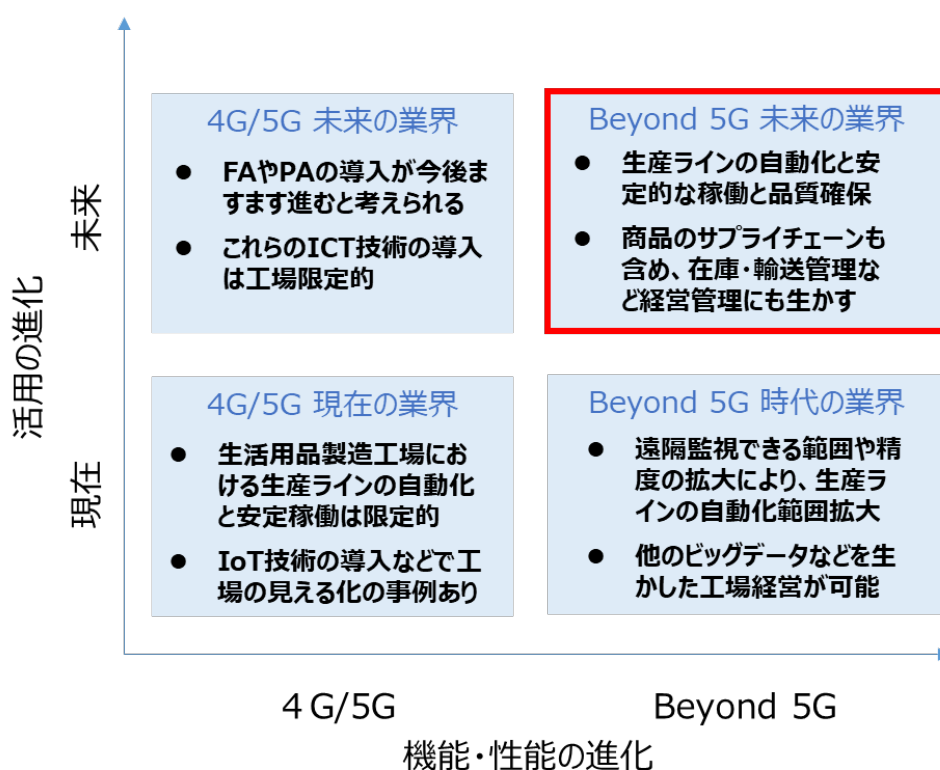 4G/5G 未来の業界
● FAやPAの導入が今後ま
すます進むと考えられる
● これらのICT技術の導入
は工場限定的
Beyond 5G 未来の業界
● 生産ラインの自動化と安
定的な稼働と品質確保
● 商品のサプライチェーンも
含め、在庫・輸送管理な
ど経営管理にも生かす
4G/5G 現在の業界
● 生活用品製造工場にお
ける生産ラインの自動化
と安定稼働は限定的
● IoT技術の導入などで工
場の見える化の事例あり
Beyond 5G 時代の業界
● 遠隔監視できる範囲や精
度の拡大により、生産ラ
インの自動化範囲拡大
● 他のビッグデータなどを生
かした工場経営が可能
活用の進化
未来
現在
４G/5G
Beyond 5G
機能・性能の進化